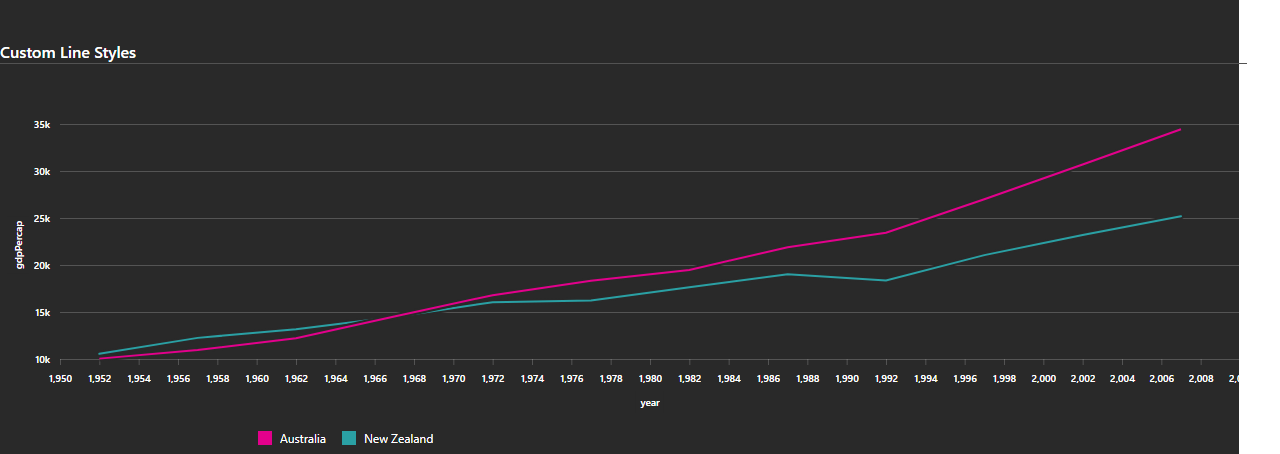 Custom Line Styles
35k
30k
25k
20k
15k
10k
gdpPercap
1,950 1,952 1,954 1,956 1,958 1,960 1,962 1,964 1,966 1,968 1,970 1,972 1,974 1,976 1,978 1,980 1,982 1,984 1,986 1,988 1,990 1,992 1,994 1,996 1,998 2,000 2,002 2,004 2,006 2,008
year
Australia New Zealand